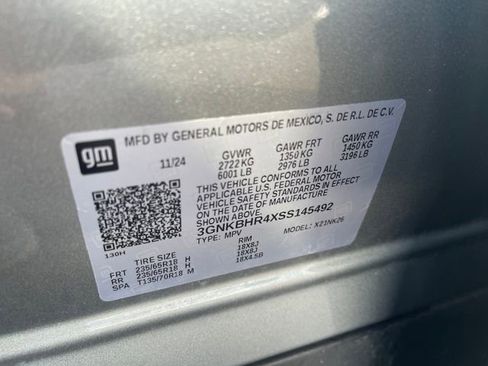 gm
MFD BY GENERAL MOTORS DE MEXICO, S. DE R.L. DE C.V.
11/24 GVWR GAWR FRT GAWR RR
2722 KG 1350 KG 1450 KG
6001 LB 2976 LB 3196 LB
THIS VEHICLE CONFORMS TO ALL
APPLICABLE U.S. FEDERAL MOTOR
VEHICLE SAFETY STANDARDS IN EFFECT
ON THE DATE OF MANUFACTURE
SHOWN ABOVE.
3GNKBHR4XSS145492
TYPE: MPV MODEL: X21NK26
130H
TIRE SIZE RIM
FRT 235/65R18 H 18X8J
RR 235/65R18 H 18X8J
SPA T135/70R18 M 18X4.5B